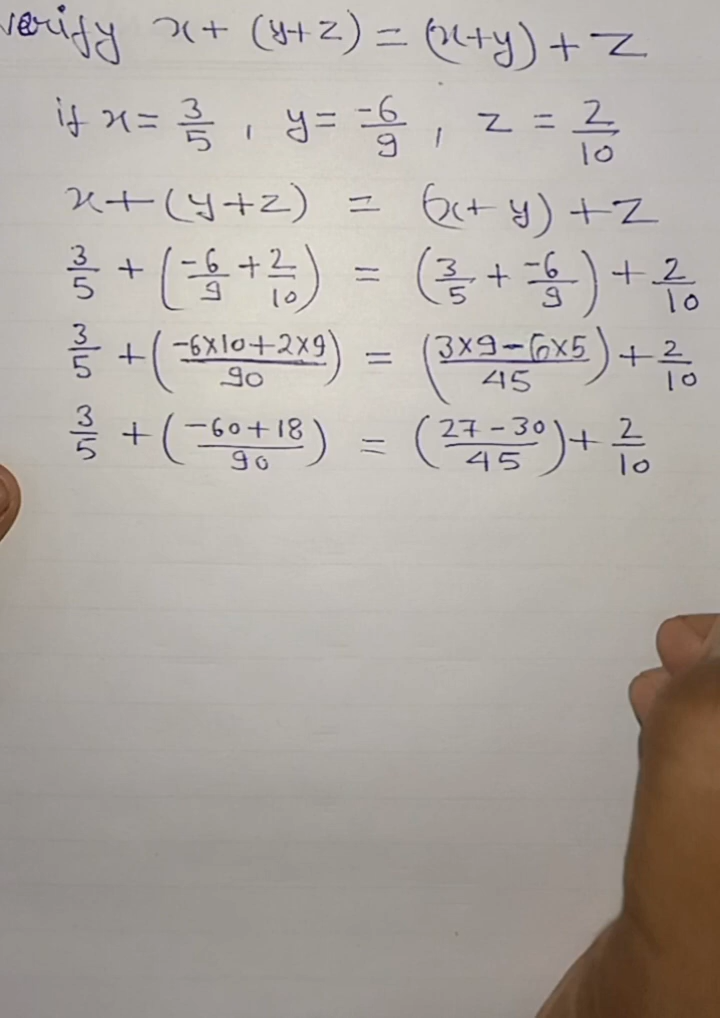 verify x + (y+z) = (x+y) + z
if x = 3/5 , y = -6/9 , z = 2/10
x + (y+z) = (x+y) + z
3/5 + (-6/9 + 2/10) = (3/5 + -6/9) + 2/10
3/5 + (-6×10+2×9/90) = (3×9-6×5/45) + 2/10
3/5 + (-60+18/90) = (27-30/45) + 2/10